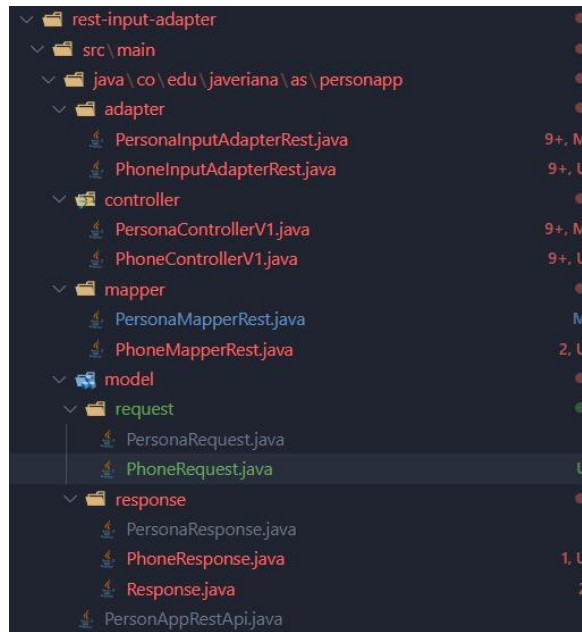 rest-input-adapter
src\main
java\co\edu\javeriana\as\personapp
adapter
PersonaInputAdapterRest.java 9+, M
PhoneInputAdapterRest.java 9+, U
controller
PersonaControllerV1.java 9+, M
PhoneControllerV1.java 9+, U
mapper
PersonaMapperRest.java M
PhoneMapperRest.java 2, U
model
request
PersonaRequest.java
PhoneRequest.java U
response
PersonaResponse.java
PhoneResponse.java 1, U
Response.java 2
PersonAppRestApi.java